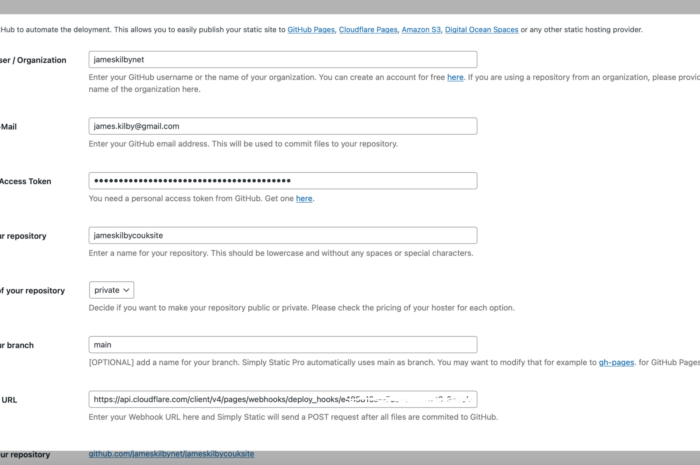 Hub to automate the deloyment. This allows you to easily publish your static site to GitHub Pages, Cloudflare Pages, Amazon S3, Digital Ocean Spaces or any other static hosting provider.
ser / Organization
jameskilbynet
Enter your GitHub username or the name of your organization. You can create an account for free here. If you are using a repository from an organization, please provic
name of the organization here.
-Mail
james.kilby@gmail.com
Enter your GitHub email address. This will be used to commit files to your repository.
Access Token
You need a personal access token from GitHub. Get one here.
ur repository
jameskilbycouksite
Enter a name for your repository. This should be lowercase and without any spaces or special characters.
of your repository
private
Decide if you want to make your repository public or private. Please check the pricing of your hoster for each option.
ur branch
main
[OPTIONAL] add a name for your branch. Simply Static Pro automatically uses main as branch. You may want to modify that for example to gh-pages. for GitHub Pages
URL
https://api.cloudflare.com/client/v4/pages/webhooks/deploy_hooks/
Enter your Webhook URL here and Simply Static will send a POST request after all files are commited to GitHub.
ur repository
github.com/jameskilbynet/jameskilbycouksite